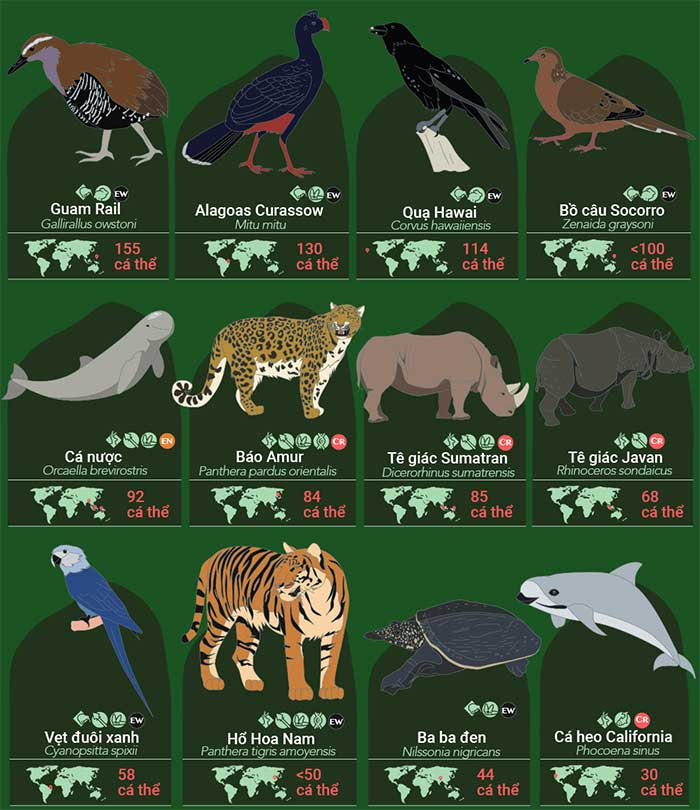 EW
Guam Rail
Gallirallus owstoni
155
cá thể
EW
Alagoas Curassow
Mitu mitu
130
cá thể
EW
Quạ Hawai
Corvus hawaiiensis
114
cá thể
EW
Bồ câu Socorro
Zenaida graysoni
<100
cá thể
EN
Cá nược
Orcaella brevirostris
92
cá thể
CR
Báo Amur
Panthera pardus orientalis
84
cá thể
CR
Tê giác Sumatran
Dicerorhinus sumatrensis
85
cá thể
CR
Tê giác Javan
Rhinoceros sondaicus
68
cá thể
EW
Vẹt đuôi xanh
Cyanopsitta spixii
58
cá thể
EW
Hổ Hoa Nam
Panthera tigris amoyensis
<50
cá thể
EW
Ba ba đen
Nilssonia nigricans
44
cá thể
CR
Cá heo California
Phocoena sinus
30
cá thể